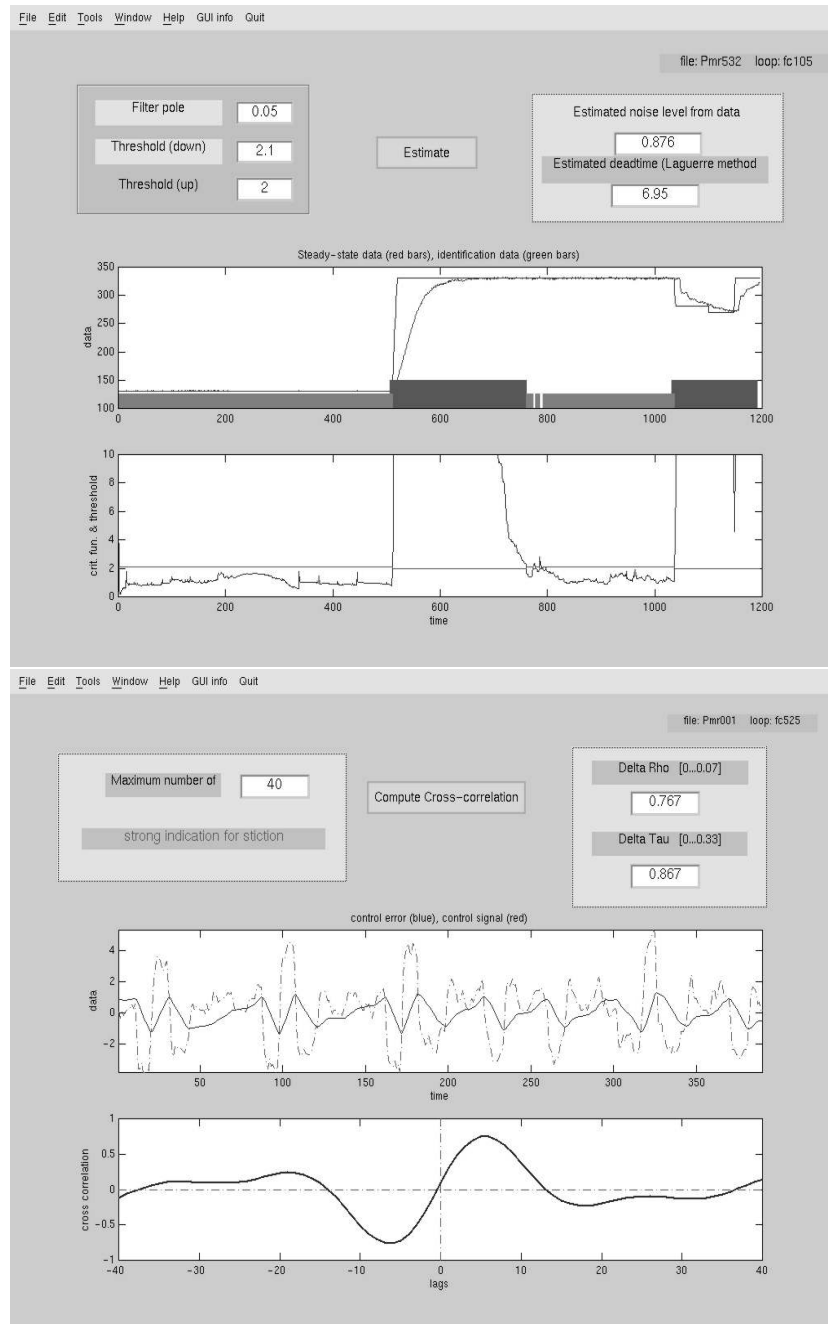 File Edit Tools Window Help GUI info Quit
file: Pmr532 loop: fc105
Filter pole 0.05
Threshold (down) 2.1
Threshold (up) 2
Estimate
Estimated noise level from data
0.876
Estimated deadtime (Laguerre method
6.95
Steady-state data (red bars), identification data (green bars)
350
300
250
200
150
100
data
0 200 400 600 800 1000 1200
10
8
6
4
2
0
crit. fun. & threshold
0 200 400 600 800 1000 1200
time
File Edit Tools Window Help GUI info Quit
file: Pmr001 loop: fc525
Maximum number of 40
strong indication for stiction
Compute Cross-correlation
Delta Rho [0...0.07]
0.767
Delta Tau [0...0.33]
0.867
control error (blue), control signal (red)
4
2
0
-2
data
50 100 150 200 250 300 350
time
1
0.5
0
-0.5
-1
cross correlation
-40 -30 -20 -10 0 10 20 30 40
lags